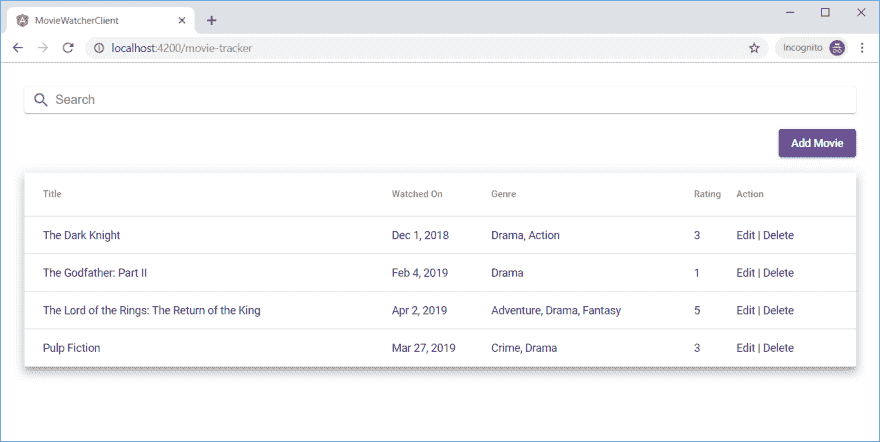 MovieWatcherClient
localhost:4200/movie-tracker
Incognito
Search
Add Movie
Title Watched On Genre Rating Action
The Dark Knight Dec 1, 2018 Drama, Action 3 Edit | Delete
The Godfather: Part II Feb 4, 2019 Drama 1 Edit | Delete
The Lord of the Rings: The Return of the King Apr 2, 2019 Adventure, Drama, Fantasy 5 Edit | Delete
Pulp Fiction Mar 27, 2019 Crime, Drama 3 Edit | Delete